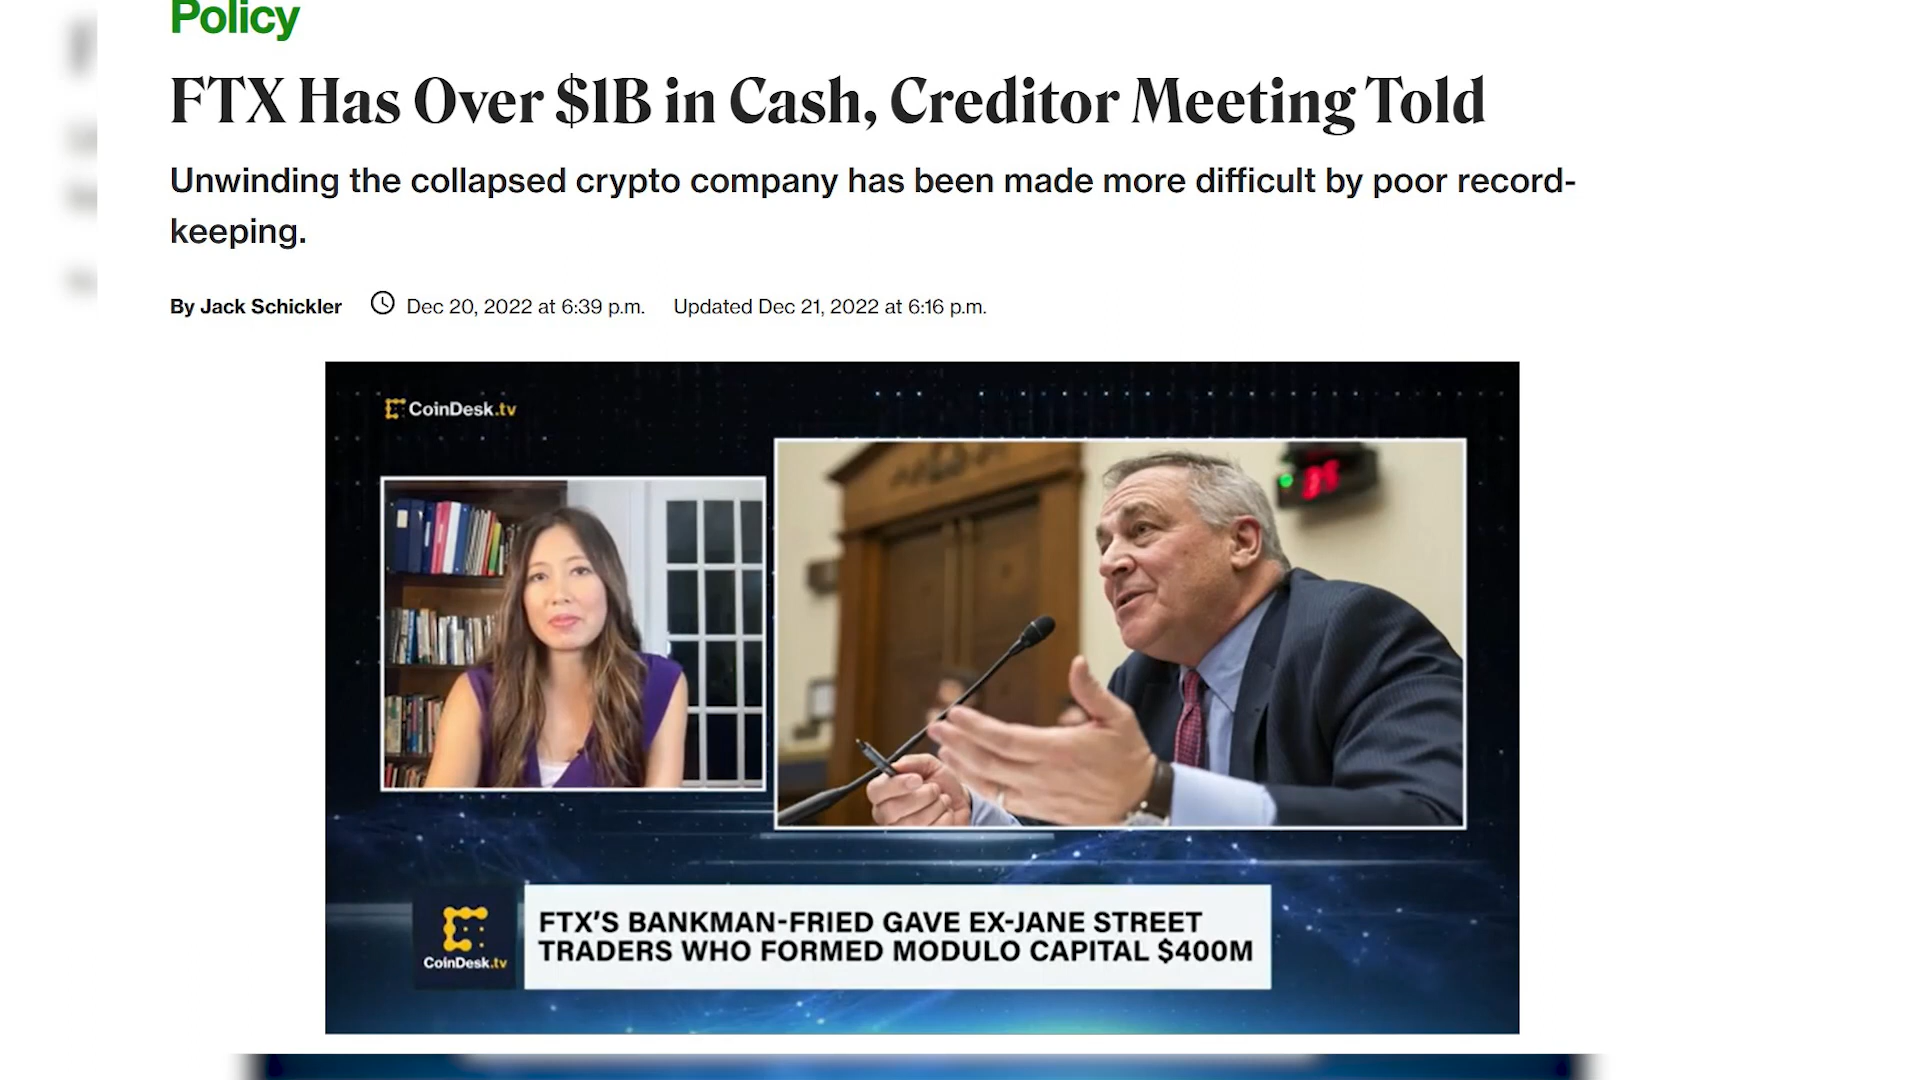 Policy
FTX Has Over $1B in Cash, Creditor Meeting Told
Unwinding the collapsed crypto company has been made more difficult by poor record-
keeping.
By Jack Schickler Dec 20, 2022 at 6:39 p.m. Updated Dec 21, 2022 at 6:16 p.m.
CoinDesk.tv
FTX'S BANKMAN-FRIED GAVE EX-JANE STREET
TRADERS WHO FORMED MODULO CAPITAL $400M
CoinDesk.tv